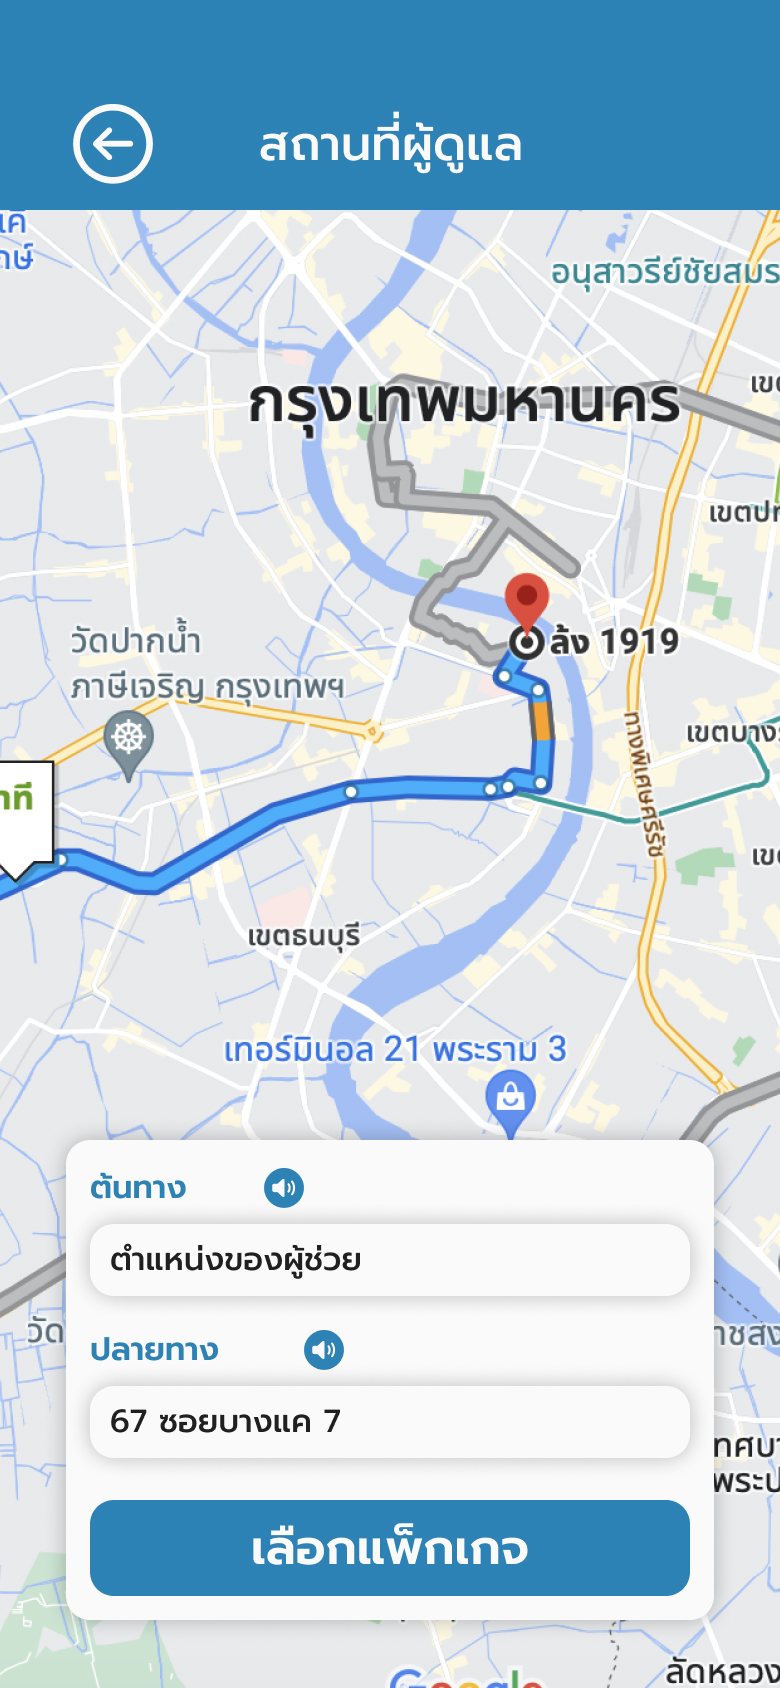 สถานที่ผู้ดูแล
อนุสาวรีย์ชัยสมร
กรุงเทพมหานคร
วัดปากน้ำ
ภาษีเจริญ กรุงเทพฯ
ล้ง 1919
ทางพิเศษศรีรัช
เขตธนบุรี
เทอร์มินอล 21 พระราม 3
ต้นทาง
ตำแหน่งของผู้ช่วย
ปลายทาง
67 ซอยบางแค 7
เลือกแพ็กเกจ
ลัดหลวง
Google